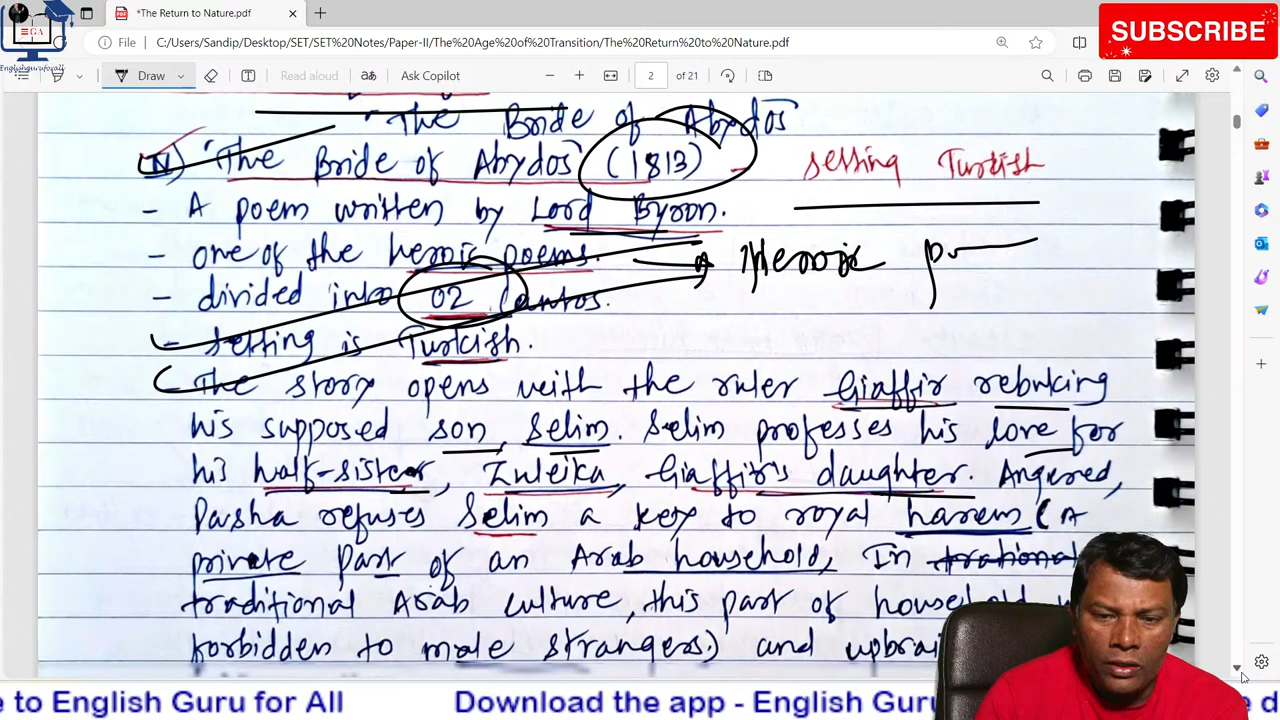 *The Return to Nature.pdf
File
C:/Users/Sandip/Desktop/SET/SET%20Notes/Paper-II/The%20Age%20of%20Transition/The%20Return%20to%20Nature.pdf
SUBSCRIBE
EGA
Englishguruforall
Draw
Read aloud
Ask Copilot
2
of 21
The Bride of Abydos
N) 'The Bride of Abydos' (1813) - setting Turkish
- A poem written by Lord Byron.
- one of the heroic poems. Heroic
- divided into 02 Cantos.
- setting is Turkish.
- The story opens with the ruler Giaffir rebuking
his supposed son, Selim. Selim professes his love for
his half-sister, Zuleika, Giaffir's daughter. Angered,
Pasha refuses Selim a key to royal harem (A
private part of an Arab household, In trational
traditional Arab culture, this part of household
forbidden to male strangers.) and
e to English Guru for All
Download the app - English Guru